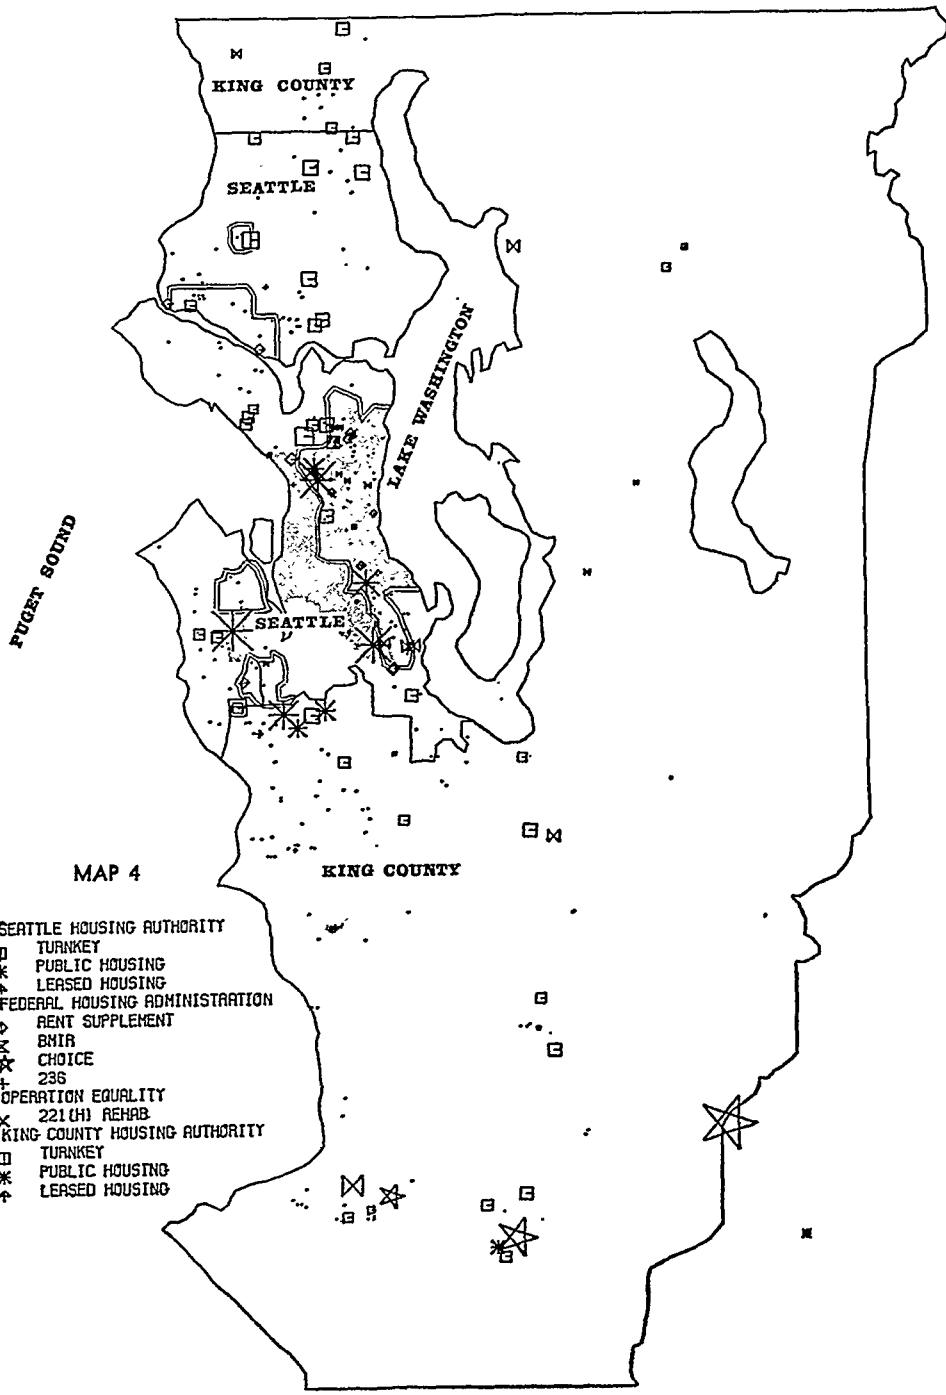 KING COUNTY
SEATTLE
LAKE WASHINGTON
PUGET SOUND
SEATTLE
MAP 4
KING COUNTY
SEATTLE HOUSING AUTHORITY
TURNKEY
PUBLIC HOUSING
LEASED HOUSING
FEDERAL HOUSING ADMINISTRATION
RENT SUPPLEMENT
BMIR
CHOICE
236
OPERATION EQUALITY
221(H) REHAB
KING COUNTY HOUSING AUTHORITY
TURNKEY
PUBLIC HOUSING
LEASED HOUSING